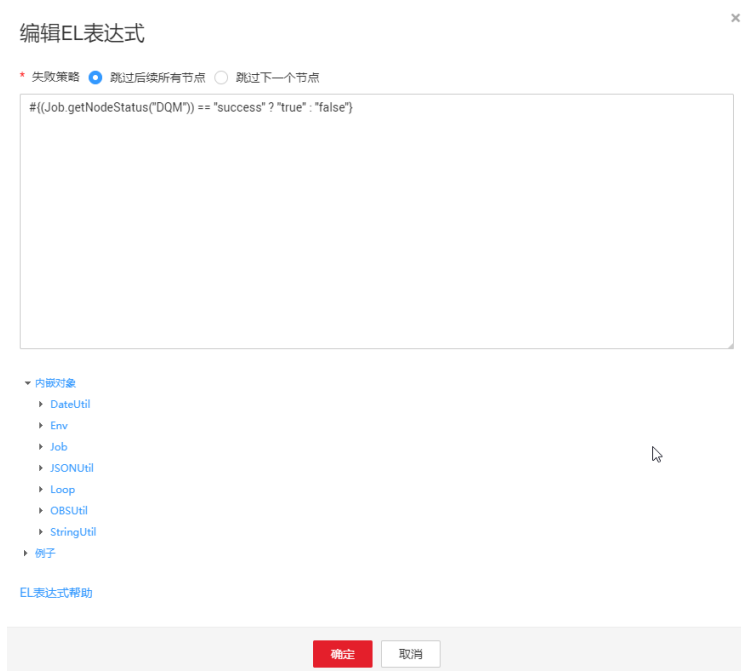 编辑EL表达式
* 失败策略 跳过后续所有节点 跳过下一个节点
#{(Job.getNodeStatus("DQM")) == "success" ? "true" : "false"}
内嵌对象
DateUtil
Env
Job
JSONUtil
Loop
OBSUtil
StringUtil
例子
EL表达式帮助
确定 取消